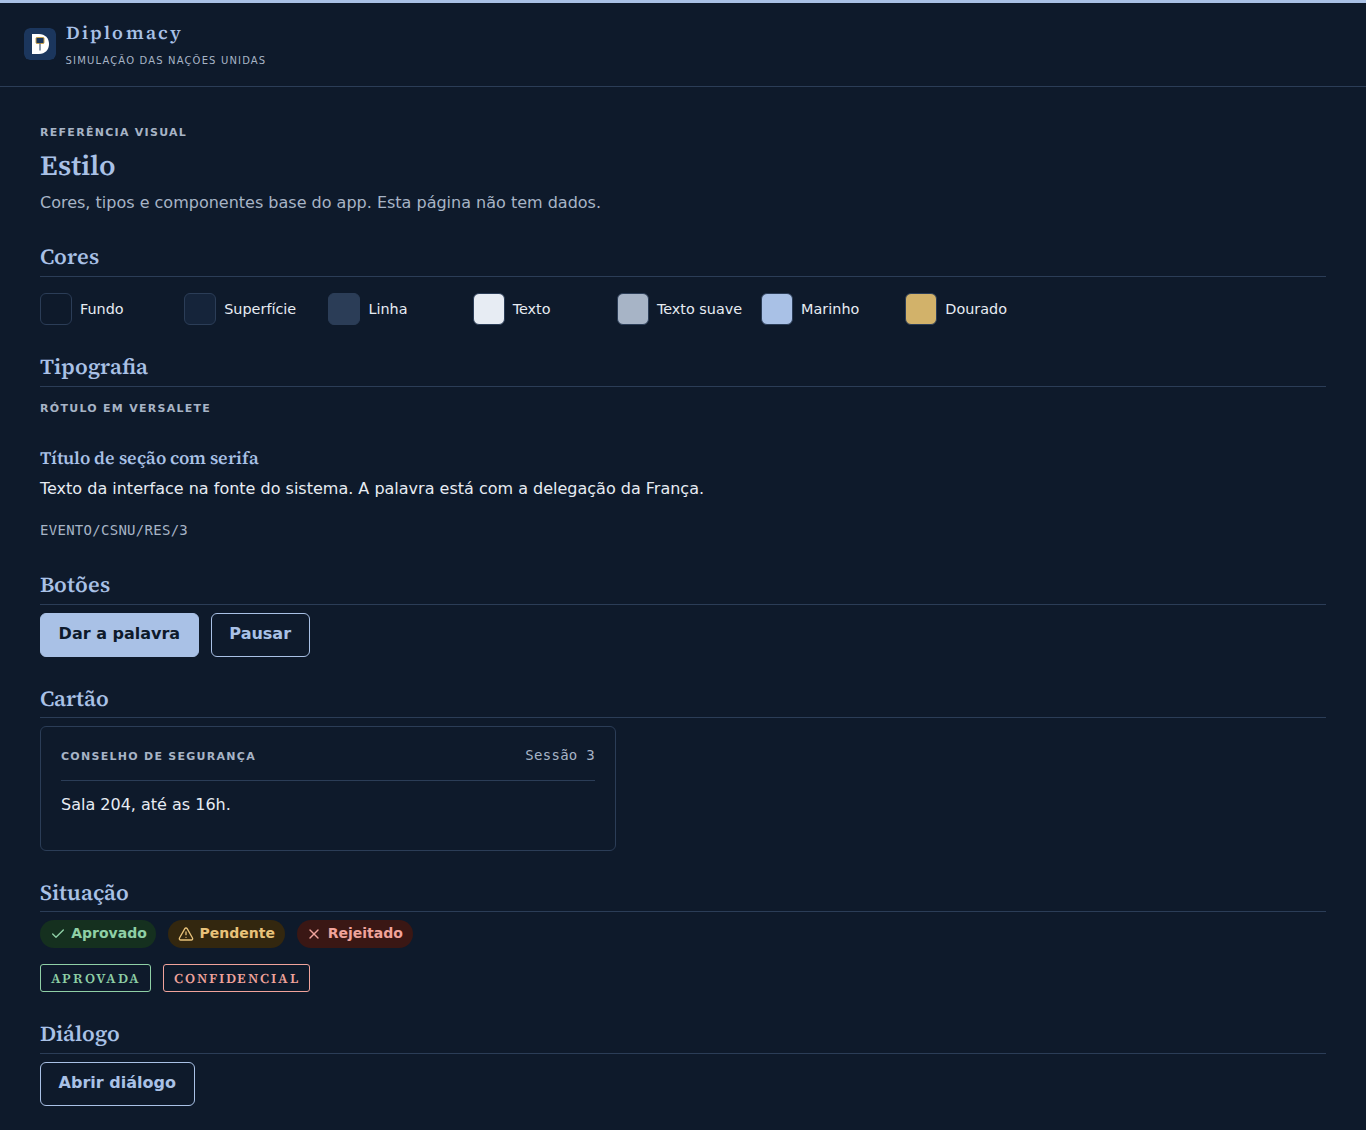 Diplomacy
SIMULAÇÃO DAS NAÇÕES UNIDAS
REFERÊNCIA VISUAL
Estilo
Cores, tipos e componentes base do app. Esta página não tem dados.
Cores
Fundo Superfície Linha Texto Texto suave Marinho Dourado
Tipografia
RÓTULO EM VERSALETE
Título de seção com serifa
Texto da interface na fonte do sistema. A palavra está com a delegação da França.
EVENTO/CSNU/RES/3
Botões
Dar a palavra Pausar
Cartão
CONSELHO DE SEGURANÇA Sessão 3
Sala 204, até as 16h.
Situação
Aprovado Pendente Rejeitado
APROVADA CONFIDENCIAL
Diálogo
Abrir diálogo